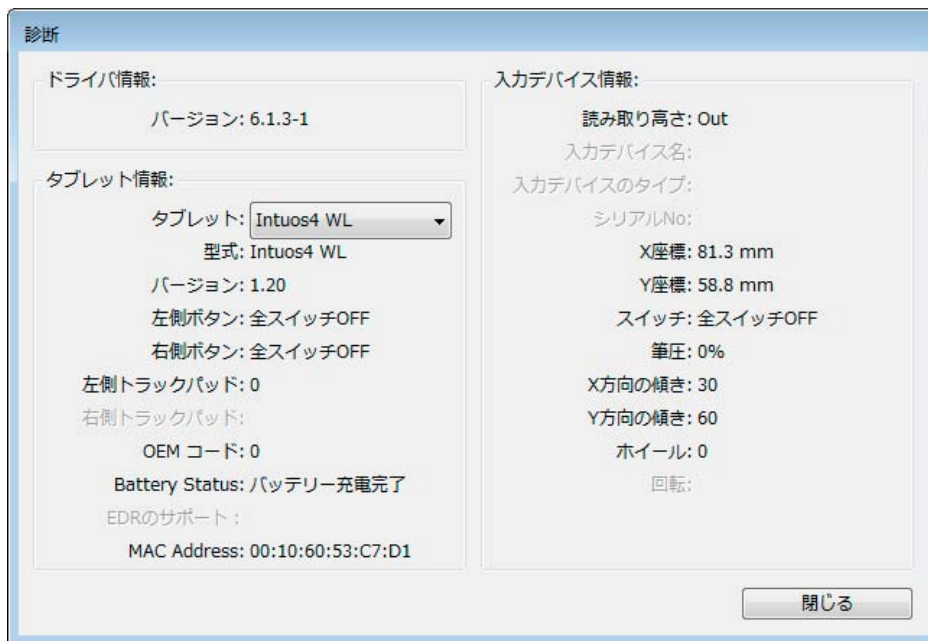 診断
ドライバ情報:
バージョン: 6.1.3-1
タブレット情報:
タブレット: Intuos4 WL
型式: Intuos4 WL
バージョン: 1.20
左側ボタン: 全スイッチOFF
右側ボタン: 全スイッチOFF
左側トラックパッド: 0
右側トラックパッド:
OEM コード: 0
Battery Status: バッテリー充電完了
EDRのサポート :
MAC Address: 00:10:60:53:C7:D1
入力デバイス情報:
読み取り高さ: Out
入力デバイス名:
入力デバイスのタイプ:
シリアルNo:
X座標: 81.3 mm
Y座標: 58.8 mm
スイッチ: 全スイッチOFF
筆圧: 0%
X方向の傾き: 30
Y方向の傾き: 60
ホイール: 0
回転:
閉じる